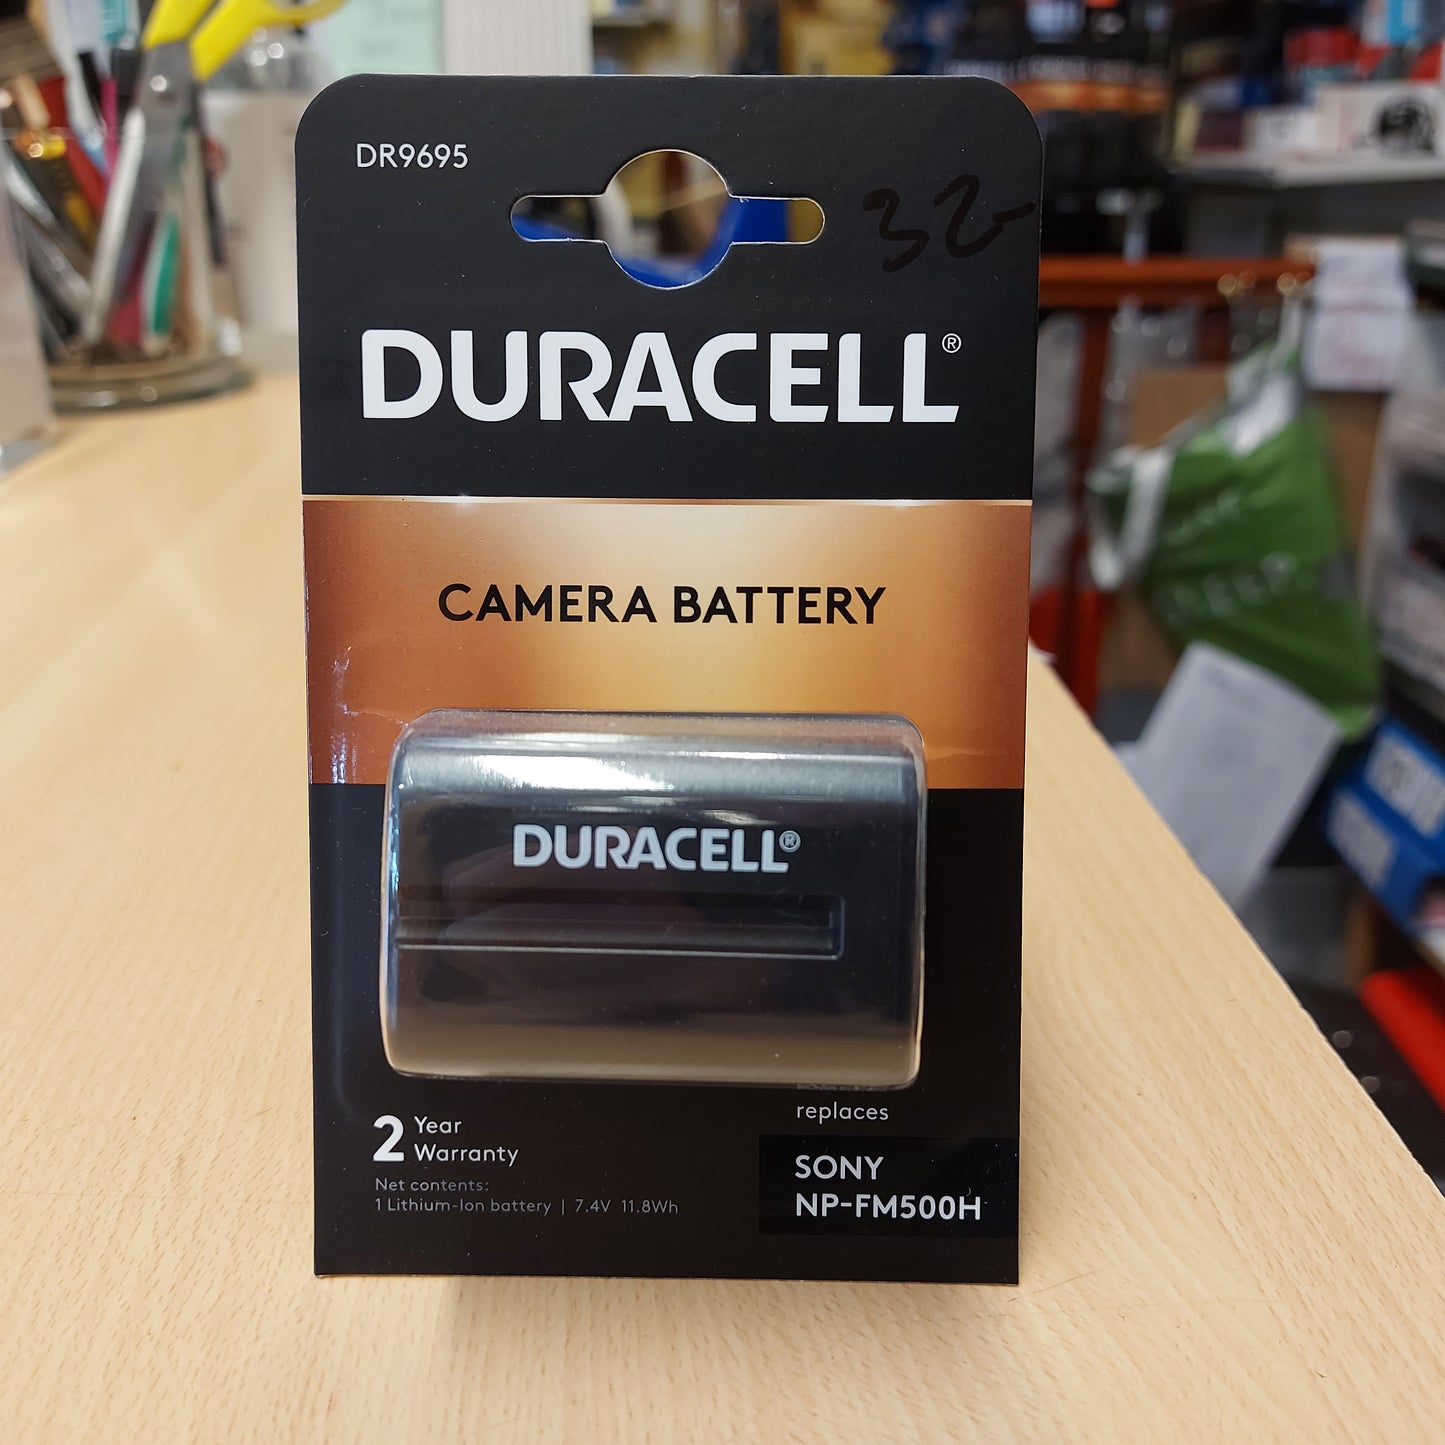 DR9695
32-
DURACELL®
CAMERA BATTERY
DURACELL®
2 Year
Warranty
Net contents:
1 Lithium-Ion battery | 7.4V 11.8Wh
replaces
SONY
NP-FM500H